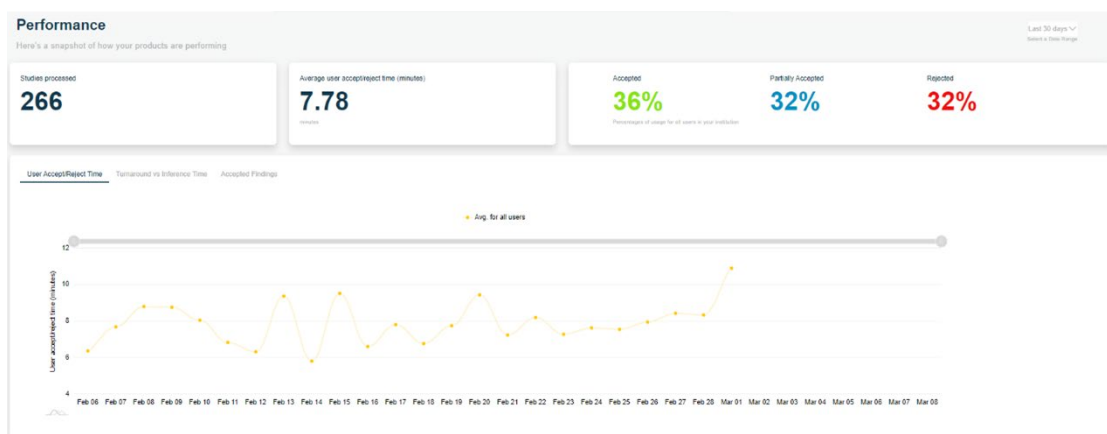 Performance
Here's a snapshot of how your products are performing
Last 30 days
Select a Time Range
Studies processed
266
Average user accept/reject time (minutes)
7.78
minutes
Accepted
36%
Percentages of usage for all users in your institution
Partially Accepted
32%
Rejected
32%
User Accept/Reject Time Turnaround vs Inference Time Accepted Findings
Avg. for all users
User accept/reject time (minutes)
12
10
8
6
4
Feb 06 Feb 07 Feb 08 Feb 09 Feb 10 Feb 11 Feb 12 Feb 13 Feb 14 Feb 15 Feb 16 Feb 17 Feb 18 Feb 19 Feb 20 Feb 21 Feb 22 Feb 23 Feb 24 Feb 25 Feb 26 Feb 27 Feb 28 Mar 01 Mar 02 Mar 03 Mar 04 Mar 05 Mar 06 Mar 07 Mar 08